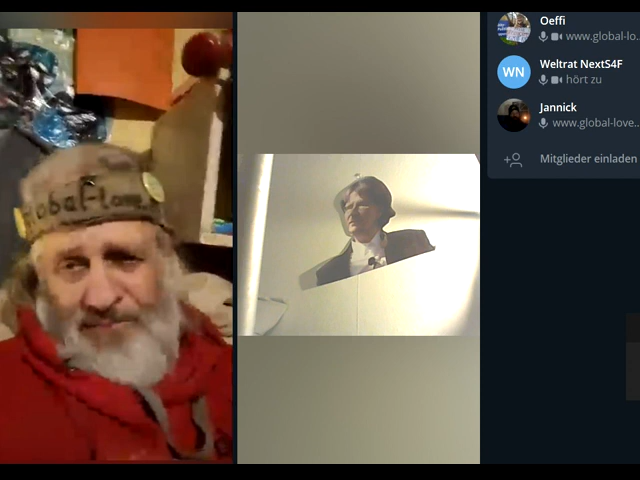 obal-love
Oeffi
www.global-lo...
WN
Weltrat NextS4F
hört zu
Jannick
www.global-love...
Mitglieder einladen